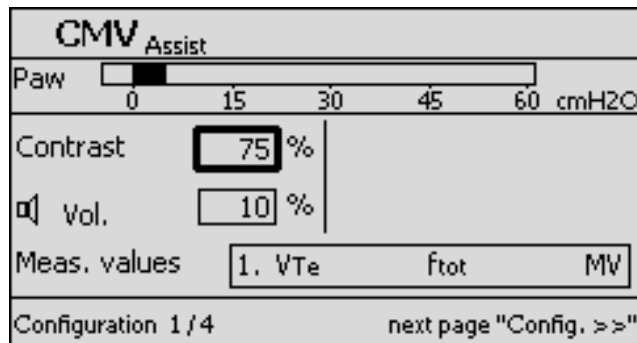 CMV Assist
Paw
0 15 30 45 60 cmH2O
Contrast 75 %
Vol. 10 %
Meas. values 1. VTe ftot MV
Configuration 1/4 next page "Config. >>"